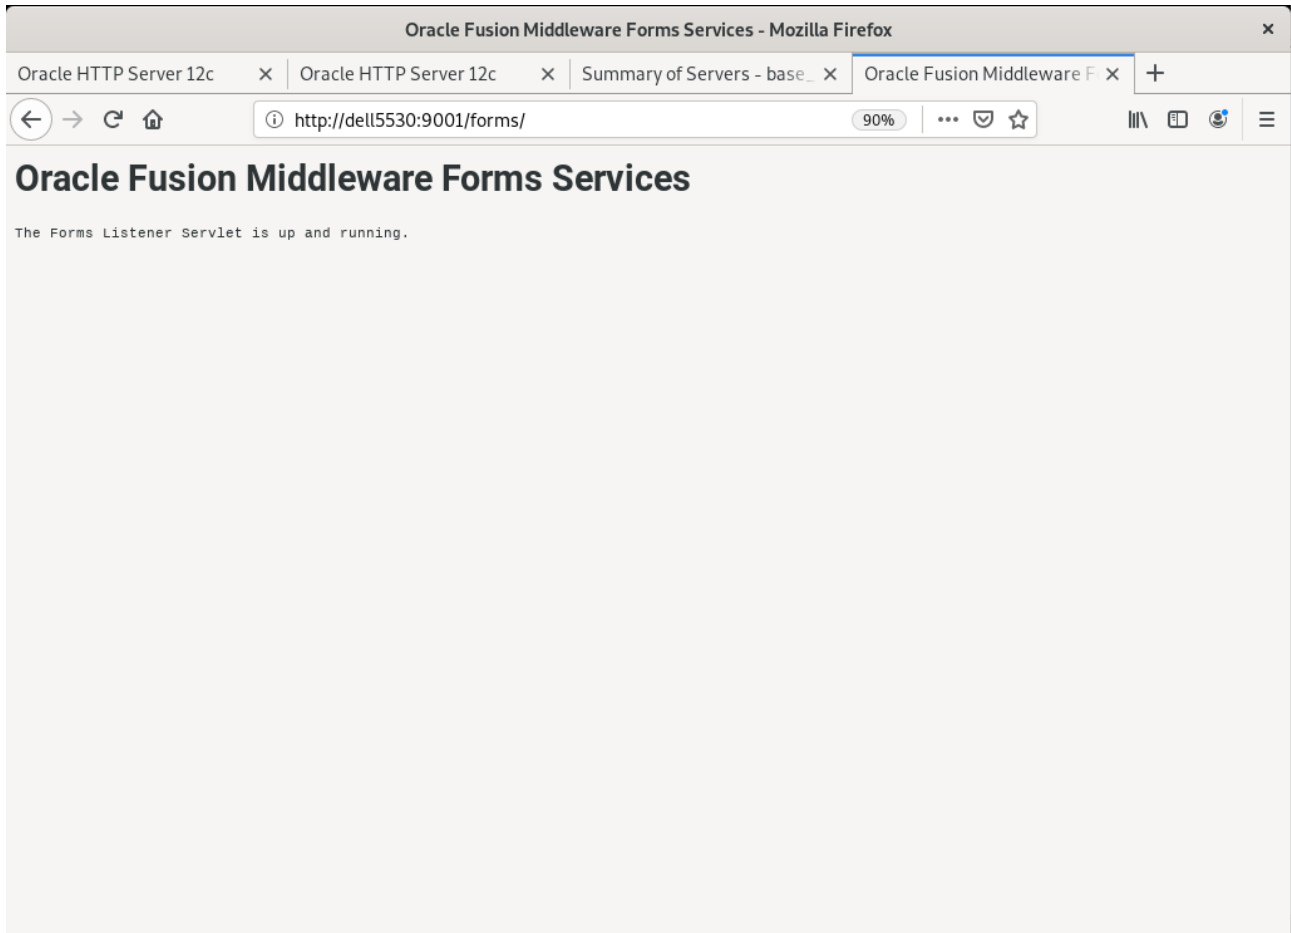 Oracle Fusion Middleware Forms Services - Mozilla Firefox
Oracle HTTP Server 12c
Oracle HTTP Server 12c
Summary of Servers - base_
Oracle Fusion Middleware F
http://dell5530:9001/forms/
90%
Oracle Fusion Middleware Forms Services
The Forms Listener Servlet is up and running.